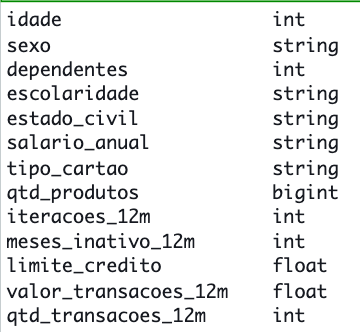 idade int
sexo string
dependentes int
escolaridade string
estado_civil string
salario_anual string
tipo_cartao string
qtd_produtos bigint
iteracoes_12m int
meses_inativo_12m int
limite_credito float
valor_transacoes_12m float
qtd_transacoes_12m int